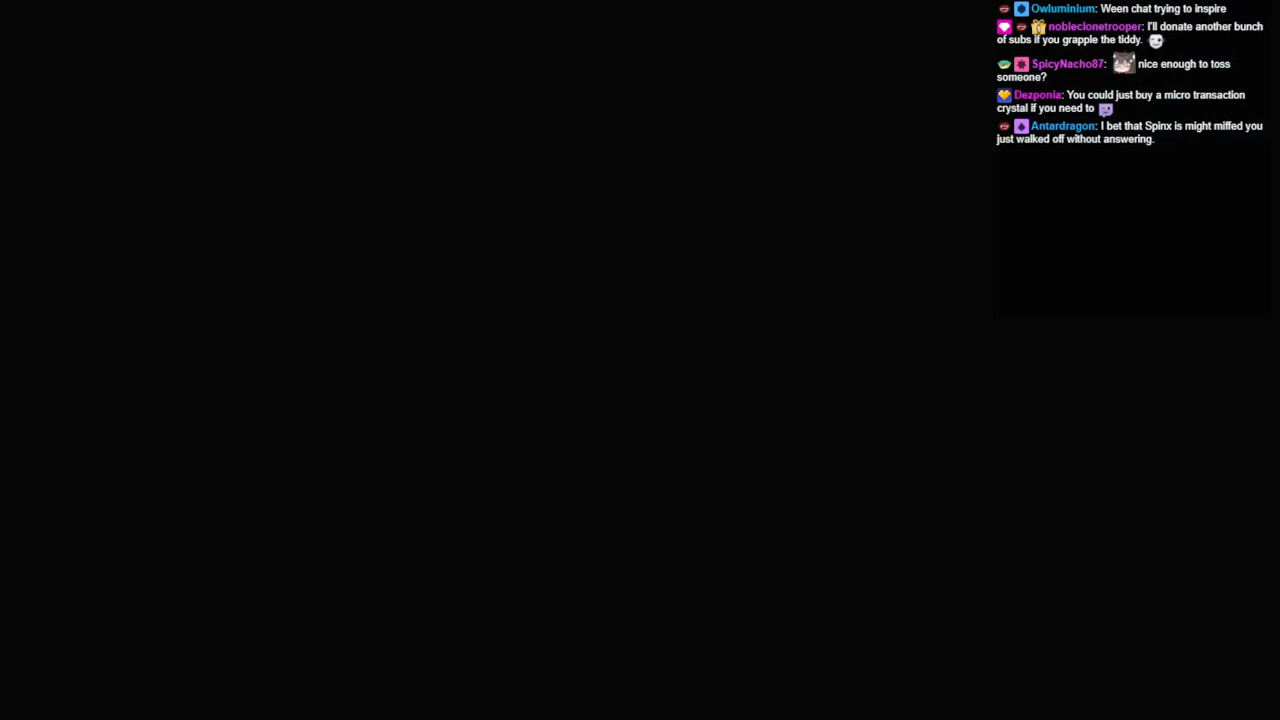 Owluminium: Ween chat trying to inspire
nobleclonetrooper: I'll donate another bunch
of subs if you grapple the tiddy.
SpicyNacho87: nice enough to toss
someone?
Dezponia: You could just buy a micro transaction
crystal if you need to
Antardragon: I bet that Spinx is might miffed you
just walked off without answering.